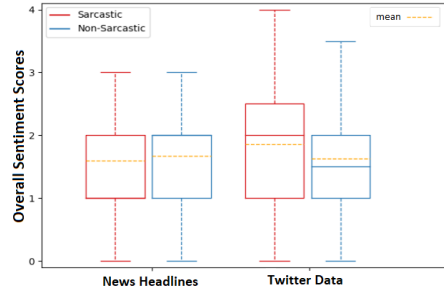 Sarcastic
Non-Sarcastic
mean
Overall Sentiment Scores
4
3
2
1
0
News Headlines
Twitter Data